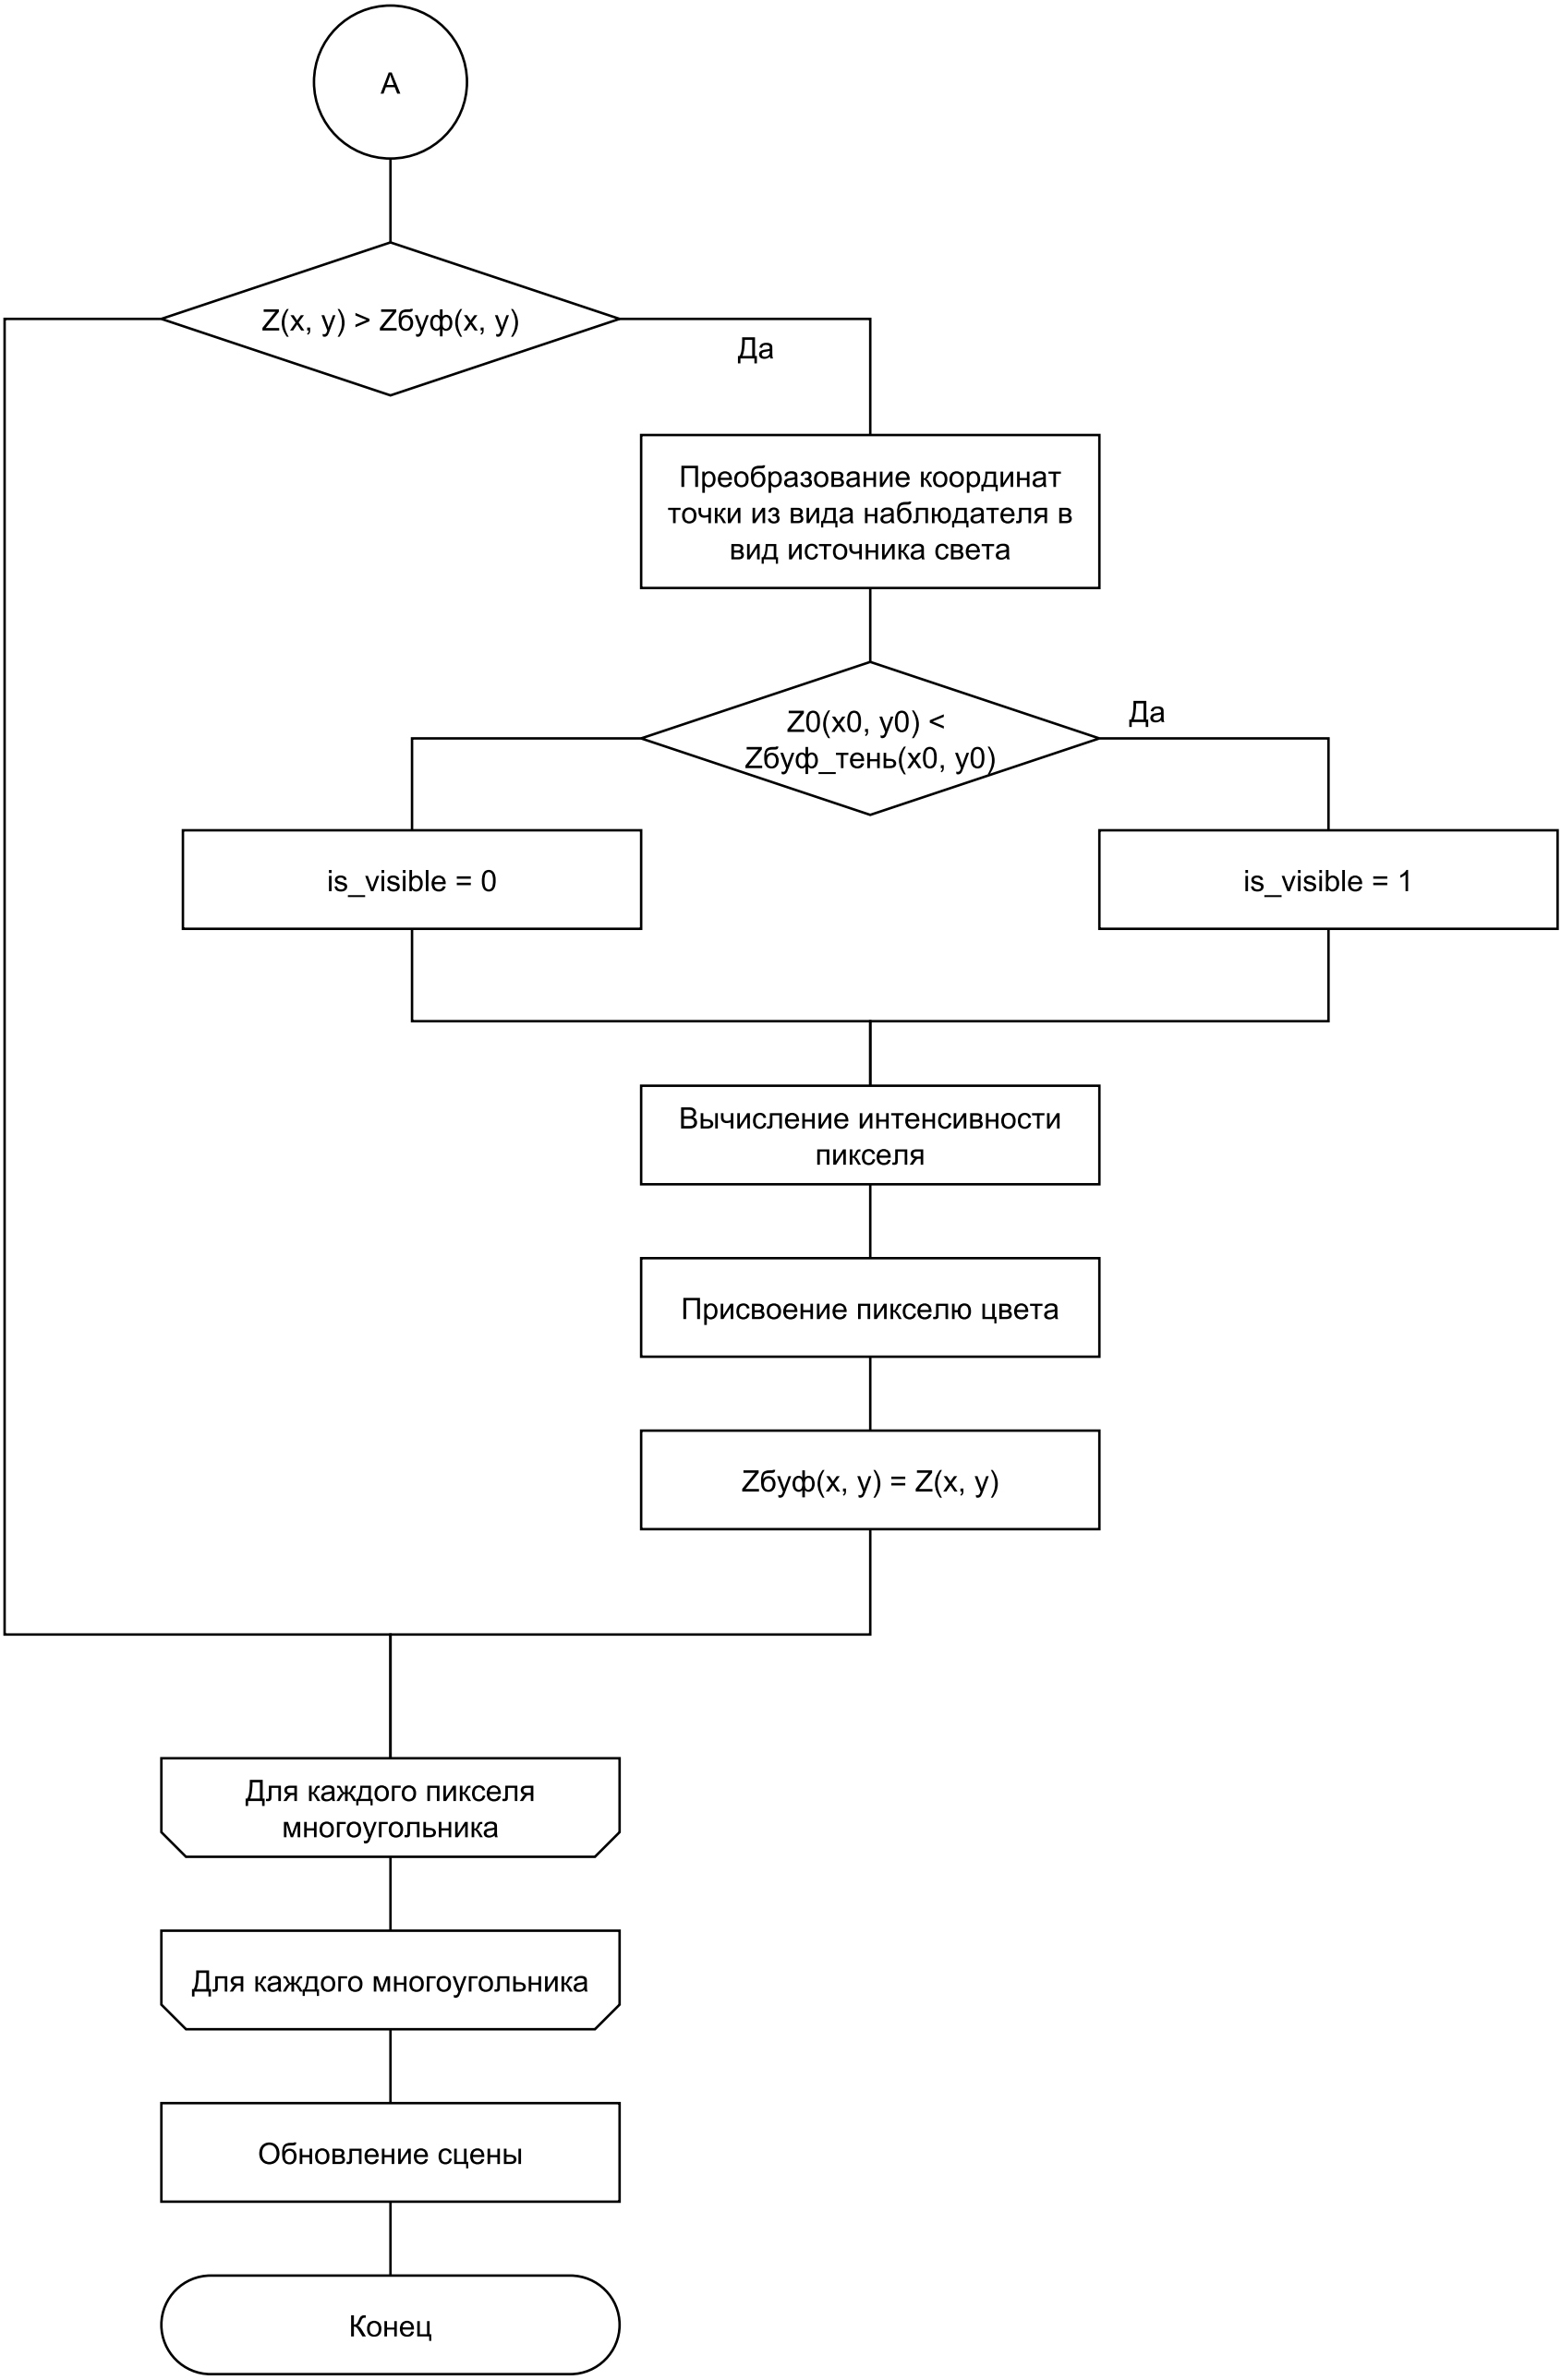 A
Z(x, y) > Zбуф(x, y)
Да
Преобразование координат
точки из вида наблюдателя в
вид источника света
Z0(x0, y0) <
Zбуф_тень(x0, y0)
Да
is_visible = 0
is_visible = 1
Вычисление интенсивности
пикселя
Присвоение пикселю цвета
Zбуф(x, y) = Z(x, y)
Для каждого пикселя
многоугольника
Для каждого многоугольника
Обновление сцены
Конец